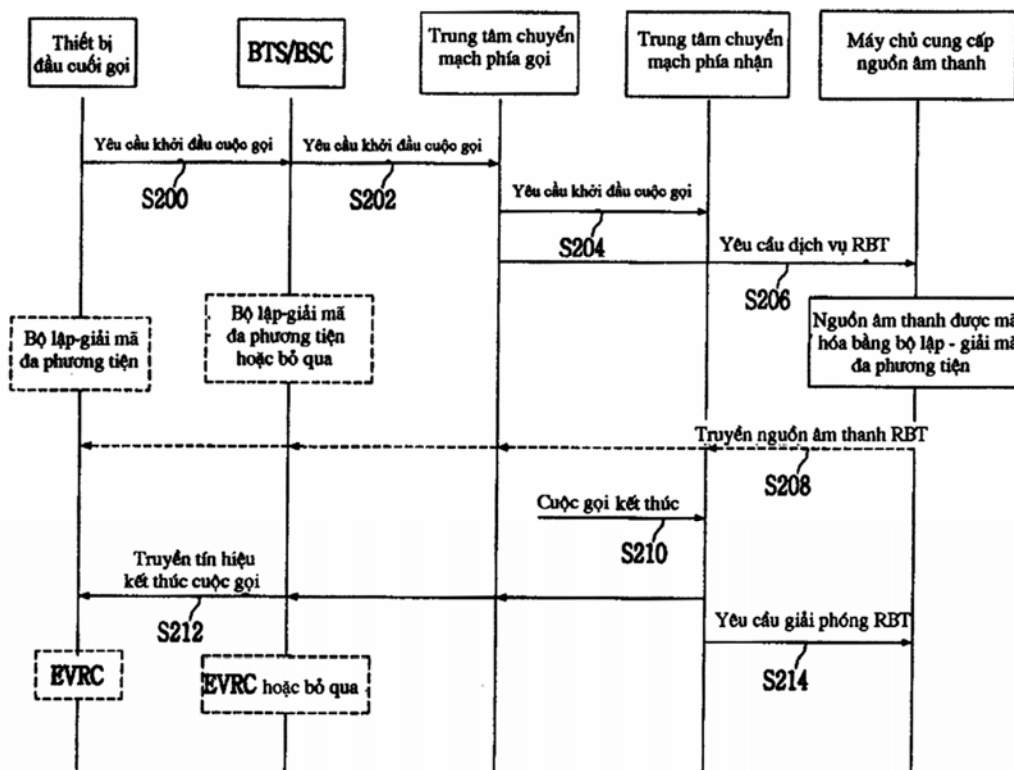 Thiết bị
đầu cuối gọi
BTS/BSC
Trung tâm chuyển
mạch phía gọi
Trung tâm chuyển
mạch phía nhận
Máy chủ cung cấp
nguồn âm thanh
Yêu cầu khởi đầu cuộc gọi
S200
Yêu cầu khởi đầu cuộc gọi
S202
Yêu cầu khởi đầu cuộc gọi
S204
Yêu cầu dịch vụ RBT
S206
Bộ lập-giải mã
đa phương tiện
Bộ lập-giải mã
đa phương tiện
hoặc bỏ qua
Nguồn âm thanh được mã
hóa bằng bộ lập - giải mã
đa phương tiện
Truyền nguồn âm thanh RBT
S208
Cuộc gọi kết thúc
S210
Truyền tín hiệu
kết thúc cuộc gọi
S212
Yêu cầu giải phóng RBT
S214
EVRC
EVRC hoặc bỏ qua